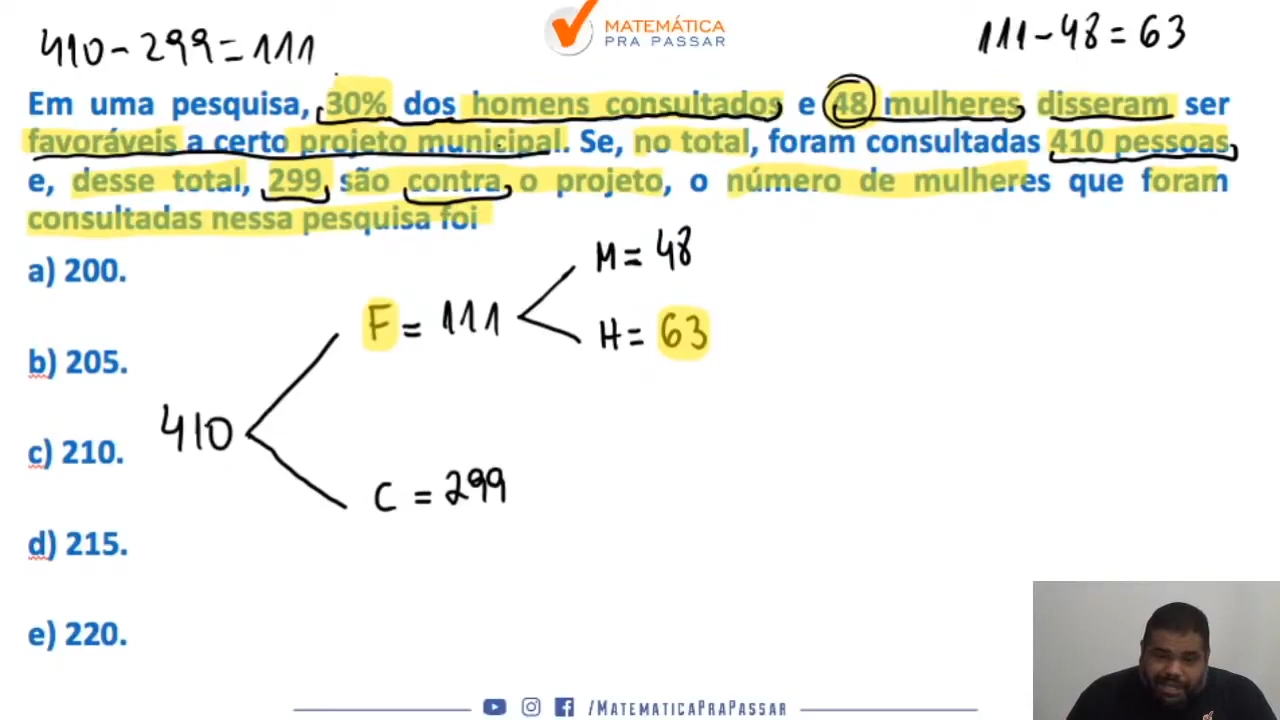 410-299=111
MATEMÁTICA
PRA PASSAR
111-48=63
Em uma pesquisa, 30% dos homens consultados e 48 mulheres disseram ser
favoráveis a certo projeto municipal. Se, no total, foram consultadas 410 pessoas
e, desse total, 299 são contra o projeto, o número de mulheres que foram
consultadas nessa pesquisa foi
a) 200.
M = 48
F = 111
H = 63
b) 205.
410
c) 210.
C = 299
d) 215.
e) 220.
/MATEMATICAPRAPASSAR